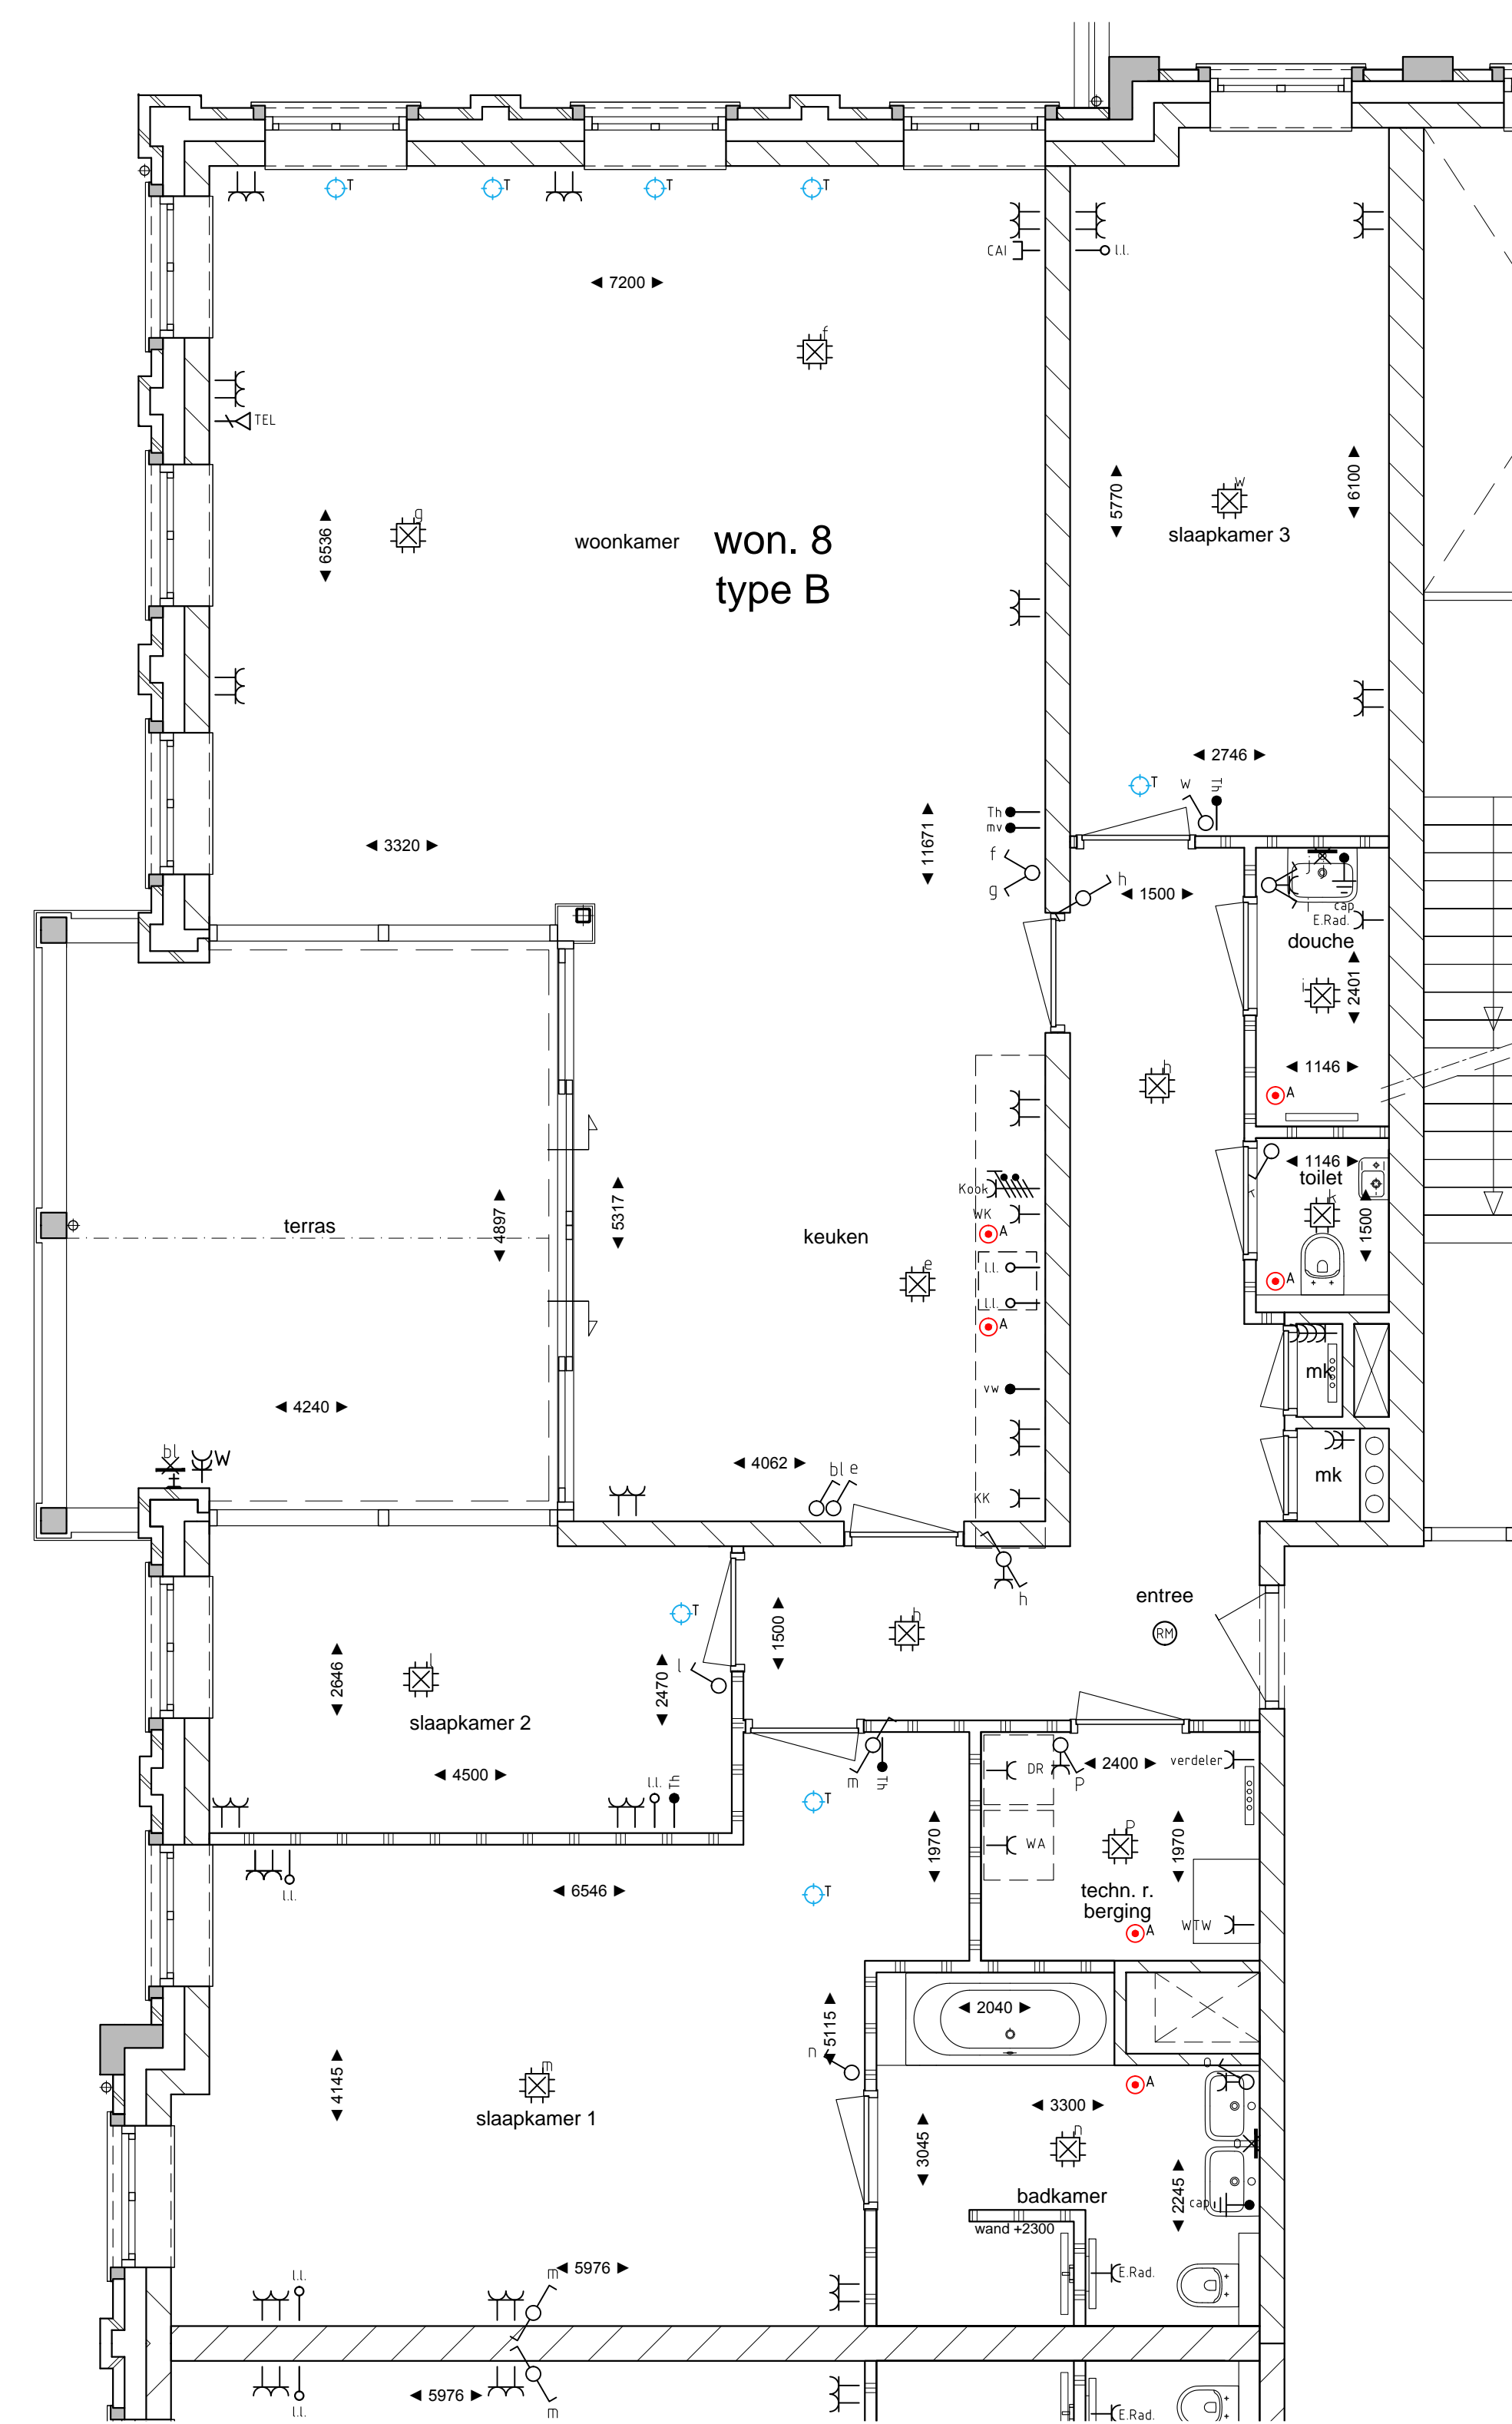 T
T
T
T
CAI
l.l.
◄ 7200 ►
f
TEL
g
w
◄ 6536 ►
woonkamer
won. 8
type B
◄ 5770 ►
◄ 6100 ►
slaapkamer 3
◄ 2746 ►
T
w
Th
Th
mv
◄ 11671 ►
◄ 3320 ►
f
g
h
◄ 1500 ►
j
i
cap
E.Rad.
douche
i
◄ 2401 ►
◄ 1146 ►
h
A
◄ 1146 ►
toilet
k
k
◄ 1500 ►
A
Kook
WK
A
l.l.
l.l.
A
terras
◄ 4897 ►
◄ 5317 ►
keuken
e
mk
vw
◄ 4240 ►
bl
W
◄ 4062 ►
bl e
KK
mk
h
entree
RM
h
T
◄ 1500 ►
l
◄ 2646 ►
l
◄ 2470 ►
slaapkamer 2
◄ 4500 ►
l.l.
Th
m
Th
DR
p
◄ 2400 ►
verdeler
T
WA
p
◄ 1970 ►
◄ 1970 ►
l.l.
◄ 6546 ►
T
techn. r.
berging
A
WTW
◄ 2040 ►
◄ 5115 ►
n
o
A
◄ 4145 ►
m
slaapkamer 1
◄ 3300 ►
n
o
◄ 3045 ►
badkamer
◄ 2245 ►
cap
wand +2300
◄ 5976 ►
m
l.l.
E.Rad.
◄ 5976 ►
l.l.
m
E.Rad.